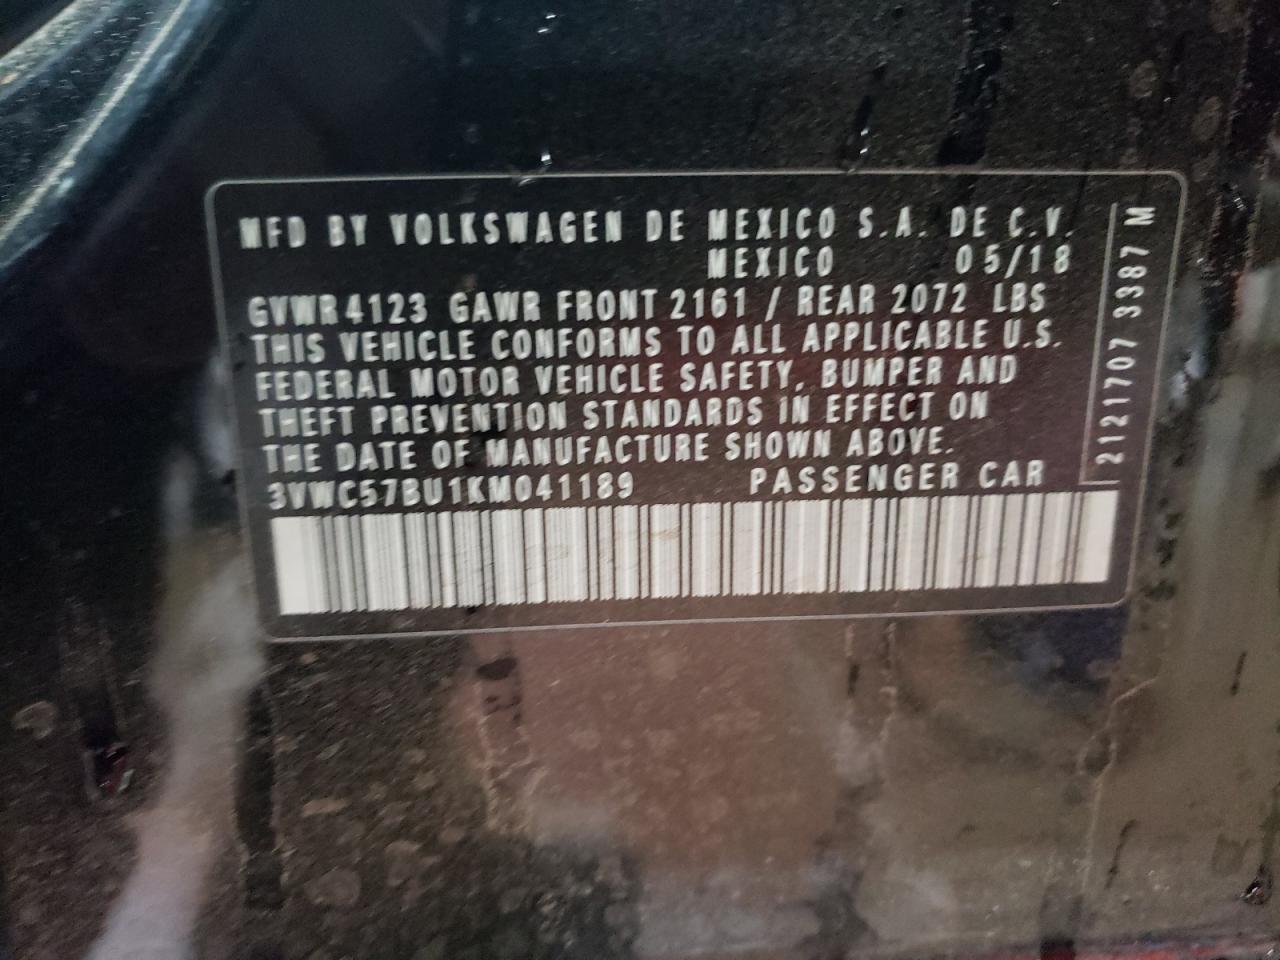 MFD BY VOLKSWAGEN DE MEXICO S.A. DE C.V.
MEXICO 05/18
GVWR 4123 GAWR FRONT 2161 / REAR 2072 LBS
THIS VEHICLE CONFORMS TO ALL APPLICABLE U.S.
FEDERAL MOTOR VEHICLE SAFETY, BUMPER AND
THEFT PREVENTION STANDARDS IN EFFECT ON
THE DATE OF MANUFACTURE SHOWN ABOVE.
3VWC57BU1KM041189 PASSENGER CAR
2121707 3387 M